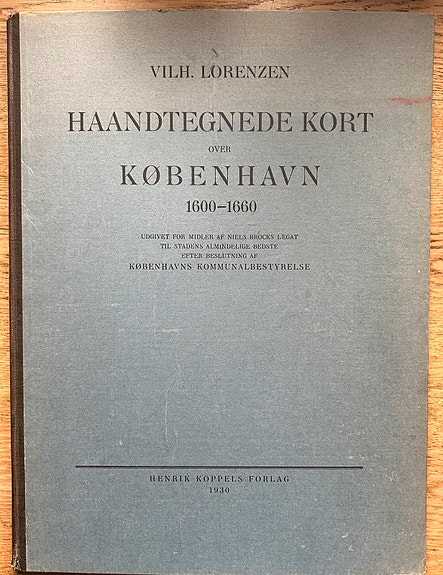 VILH. LORENZEN
HAANDTEGNEDE KORT
OVER
KØBENHAVN
1600–1660
UDGIVET FOR MIDLER AF NIELS BROCKS LEGAT
TIL STADENS ALMINDELIGE BEDSTE
EFTER BESLUTNING AF
KØBENHAVNS KOMMUNALBESTYRELSE
HENRIK KOPPELS FORLAG
1930